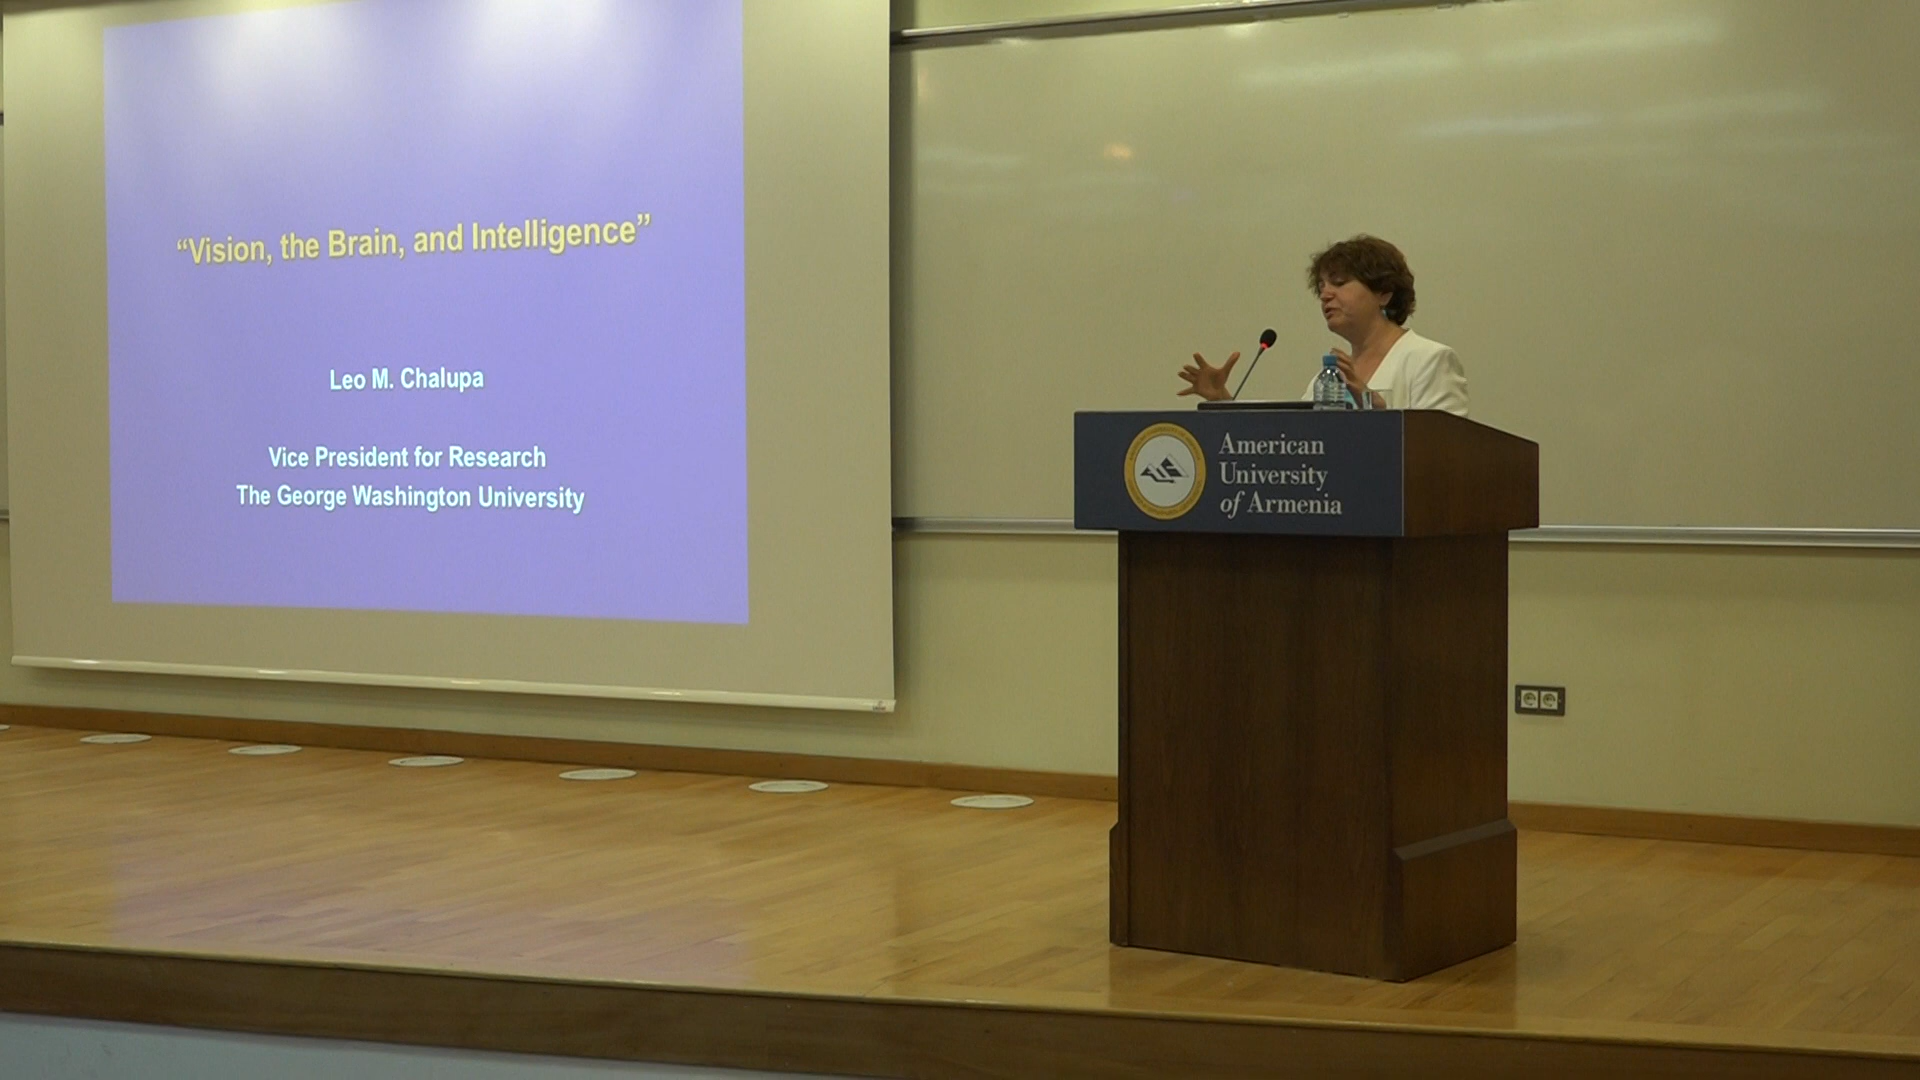 “Vision, the Brain, and Intelligence”
Leo M. Chalupa
Vice President for Research
The George Washington University
American
University
of Armenia